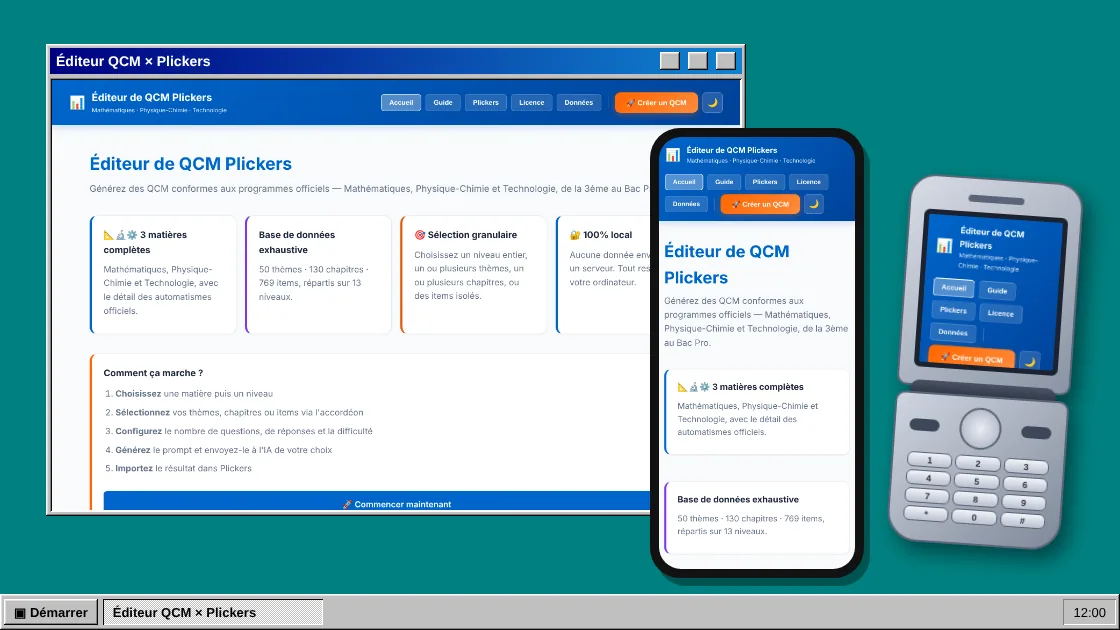 Éditeur QCM × Plickers
📊 Éditeur de QCM Plickers
Mathématiques · Physique-Chimie · Technologie
Accueil Guide Plickers Licence Données 🚀 Créer un QCM 🌙
Éditeur de QCM Plickers
Générez des QCM conformes aux programmes officiels — Mathématiques, Physique-Chimie et Technologie, de la 3ème au Bac P
📐🔬⚙️ 3 matières
complètes
Mathématiques, Physique-
Chimie et Technologie, avec
le détail des automatismes
officiels.
Base de données
exhaustive
50 thèmes · 130 chapitres ·
769 items, répartis sur 13
niveaux.
🎯 Sélection granulaire
Choisissez un niveau entier,
un ou plusieurs thèmes, un
ou plusieurs chapitres, ou
des items isolés.
🔐 100% local
Aucune donnée env
un serveur. Tout res
votre ordinateur.
Comment ça marche ?
1. Choisissez une matière puis un niveau
2. Sélectionnez vos thèmes, chapitres ou items via l'accordéon
3. Configurez le nombre de questions, de réponses et la difficulté
4. Générez le prompt et envoyez-le à l'IA de votre choix
5. Importez le résultat dans Plickers
🚀 Commencer maintenant
📊 Éditeur de QCM Plickers
Mathématiques · Physique-Chimie · Technologie
Accueil Guide Plickers Licence
Données 🚀 Créer un QCM 🌙
Éditeur de QCM
Plickers
Générez des QCM conformes aux
programmes officiels — Mathématiques,
Physique-Chimie et Technologie, de la 3ème
au Bac Pro.
📐🔬⚙️ 3 matières complètes
Mathématiques, Physique-Chimie et
Technologie, avec le détail des
automatismes officiels.
Base de données exhaustive
50 thèmes · 130 chapitres · 769 items,
répartis sur 13 niveaux.
📊 Éditeur de QCM
Plickers
Mathématiques · Physique-
Chimie · Technologie
Accueil Guide
Plickers Licence
Données
🚀 Créer un QCM 🌙
1 2 3
4 5 6
7 8 9
* 0 #
▣ Démarrer Éditeur QCM × Plickers 12:00